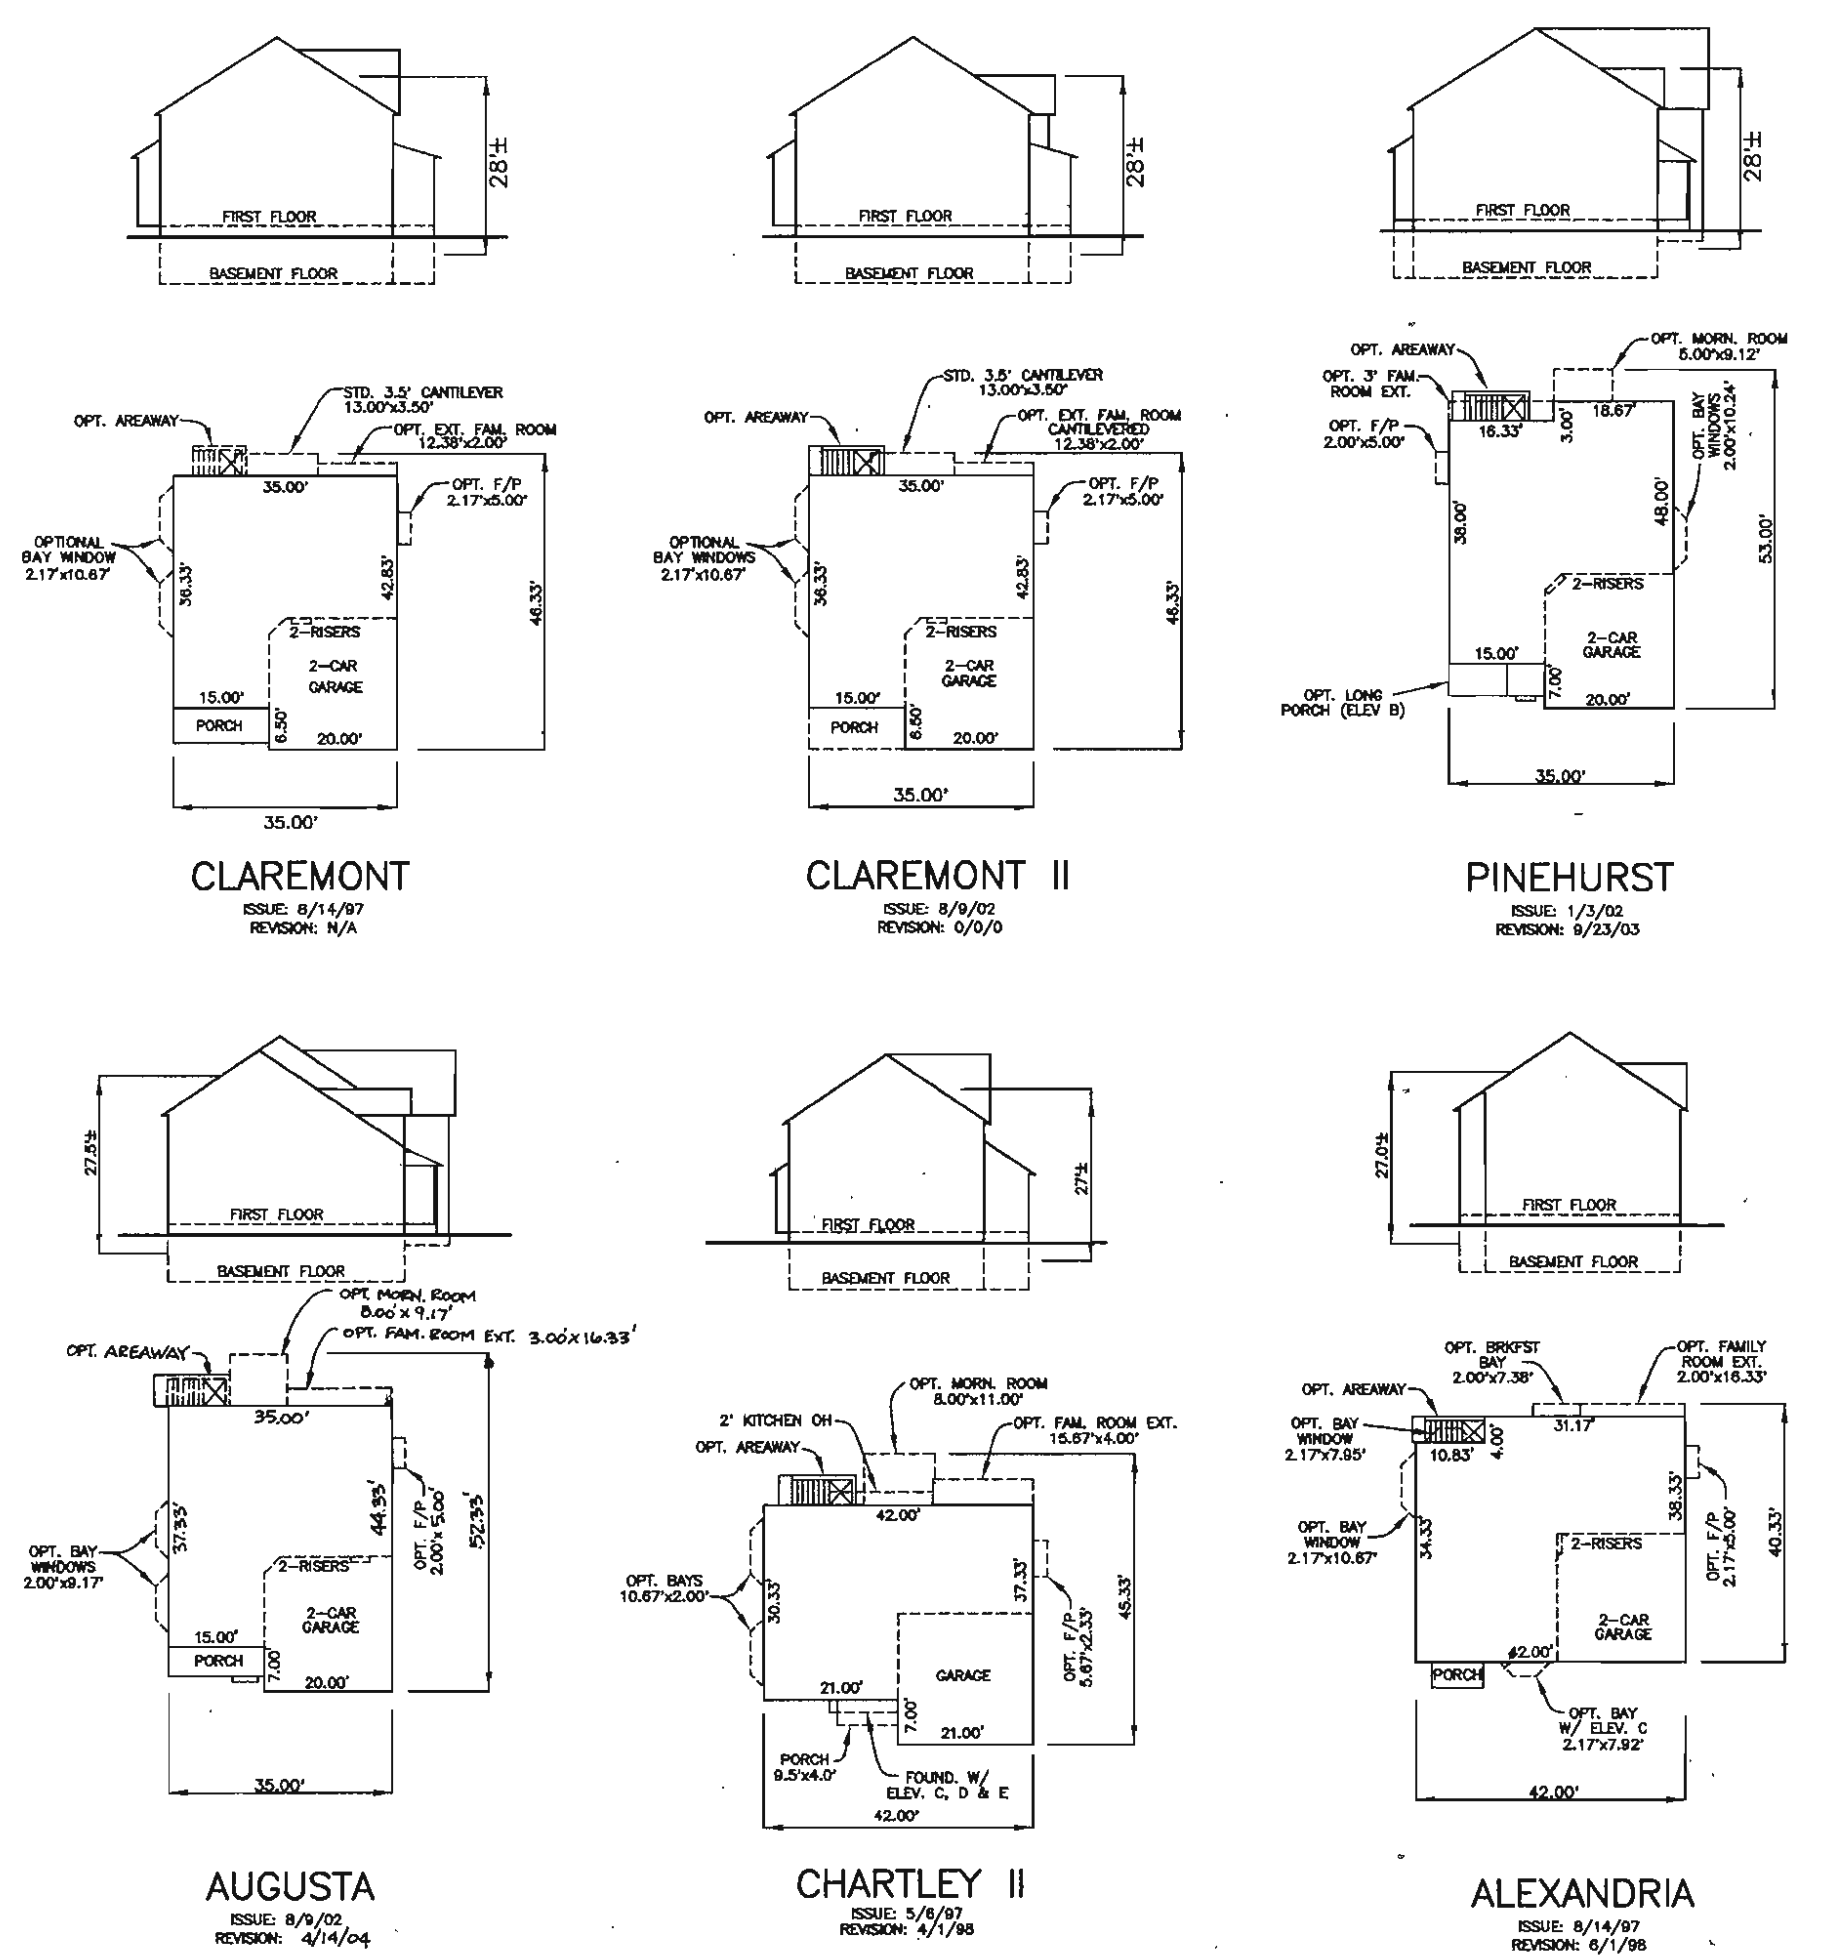 28'±
FIRST FLOOR
BASEMENT FLOOR
28'±
FIRST FLOOR
BASEMENT FLOOR
28'±
FIRST FLOOR
BASEMENT FLOOR
STD. 3.5' CANTILEVER
13.00'x3.50'
OPT. AREAWAY
OPT. EXT. FAM. ROOM
12.38'x2.00'
35.00'
OPT. F/P
2.17'x5.00'
OPTIONAL
BAY WINDOW
2.17'x10.67'
36.33'
42.83'
46.33'
2-RISERS
2-CAR
GARAGE
15.00'
PORCH
6.50'
20.00'
35.00'
CLAREMONT
ISSUE: 8/14/97
REVISION: N/A
STD. 3.5' CANTILEVER
13.00'x3.50'
OPT. AREAWAY
OPT. EXT. FAM. ROOM
CANTILEVERED
12.38'x2.00'
35.00'
OPT. F/P
2.17'x5.00'
OPTIONAL
BAY WINDOWS
2.17'x10.67'
36.33'
42.83'
46.33'
2-RISERS
2-CAR
GARAGE
15.00'
PORCH
6.50'
20.00'
35.00'
CLAREMONT II
ISSUE: 8/9/02
REVISION: 0/0/0
OPT. MORN. ROOM
5.00'x9.12'
OPT. AREAWAY
OPT. 3' FAM.
ROOM EXT.
OPT. F/P
2.00'x5.00'
16.33'
3.00'
18.67'
OPT. BAY
WINDOWS
2.00'x10.24'
38.00'
48.00'
53.00'
2-RISERS
2-CAR
GARAGE
15.00'
7.00'
20.00'
OPT. LONG
PORCH (ELEV B)
35.00'
PINEHURST
ISSUE: 1/3/02
REVISION: 9/23/03
27.5'±
FIRST FLOOR
BASEMENT FLOOR
27'±
FIRST FLOOR
BASEMENT FLOOR
27.0'±
FIRST FLOOR
BASEMENT FLOOR
OPT. MORN. ROOM
8.00' x 9.17'
OPT. FAM. ROOM EXT. 3.00'x16.33'
OPT. AREAWAY
35.00'
37.33'
44.33'
OPT. F/P
2.00'x 5.00'
52.33'
OPT. BAY
WINDOWS
2.00'x9.17'
2-RISERS
2-CAR
GARAGE
15.00'
PORCH
7.00'
20.00'
35.00'
AUGUSTA
ISSUE: 8/9/02
REVISION: 4/14/04
OPT. MORN. ROOM
8.00'x11.00'
2' KITCHEN OH
OPT. FAM. ROOM EXT.
15.67'x4.00'
OPT. AREAWAY
42.00'
OPT. BAYS
10.67'x2.00'
30.33'
37.33'
45.33'
OPT. F/P
5.67'x2.33'
GARAGE
21.00'
7.00'
21.00'
PORCH
9.5'x4.0'
FOUND. W/
ELEV. C, D & E
42.00'
CHARTLEY II
ISSUE: 5/6/97
REVISION: 4/1/98
OPT. BRKFST
BAY
2.00'x7.38'
OPT. FAMILY
ROOM EXT.
2.00'x16.33'
OPT. AREAWAY
OPT. BAY
WINDOW
2.17'x7.95'
10.83'
4.00'
31.17'
OPT. BAY
WINDOW
2.17'x10.67'
34.33'
38.33'
OPT. F/P
2.17'x5.00'
40.33'
2-RISERS
2-CAR
GARAGE
42.00'
PORCH
OPT. BAY
W/ ELEV. C
2.17'x7.92'
42.00'
ALEXANDRIA
ISSUE: 8/14/97
REVISION: 6/1/98